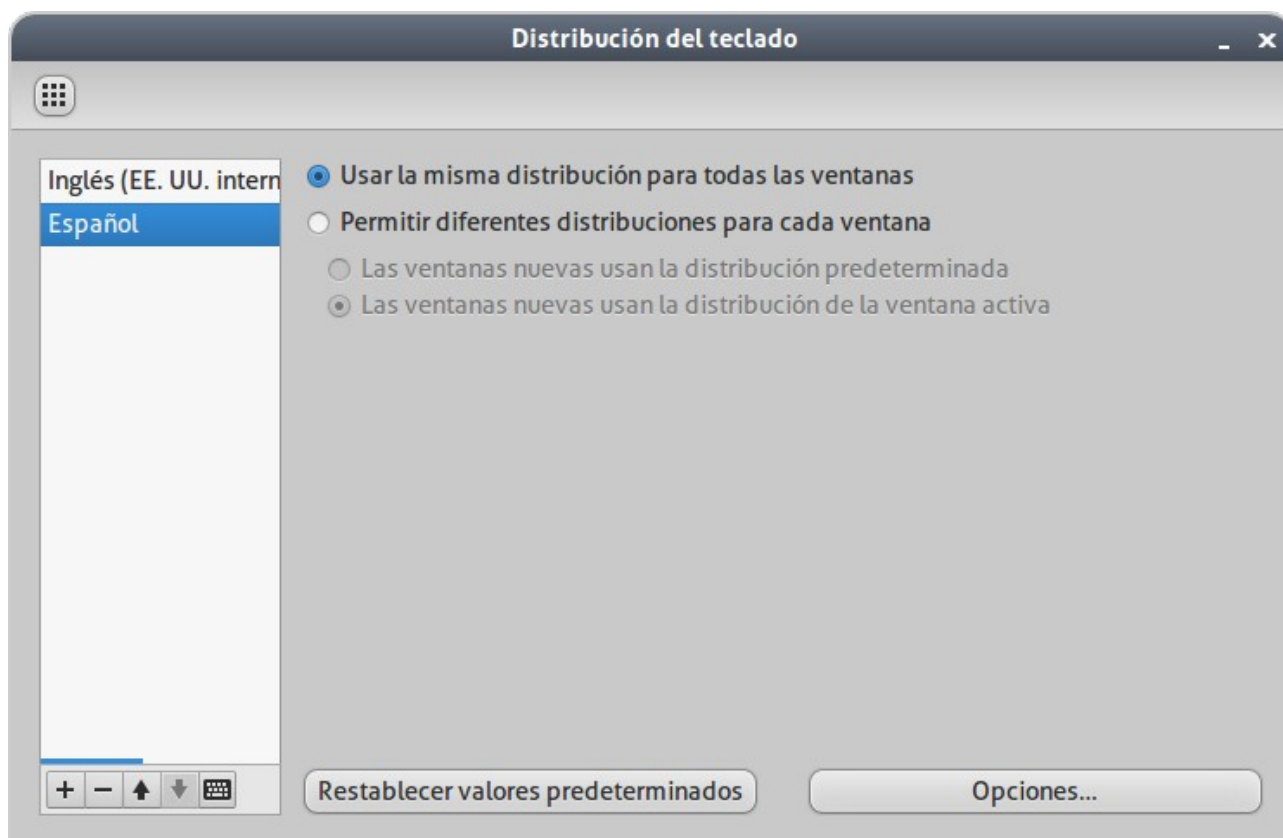 Distribución del teclado
Inglés (EE. UU. intern
Español
Usar la misma distribución para todas las ventanas
Permitir diferentes distribuciones para cada ventana
Las ventanas nuevas usan la distribución predeterminada
Las ventanas nuevas usan la distribución de la ventana activa
Restablecer valores predeterminados
Opciones...